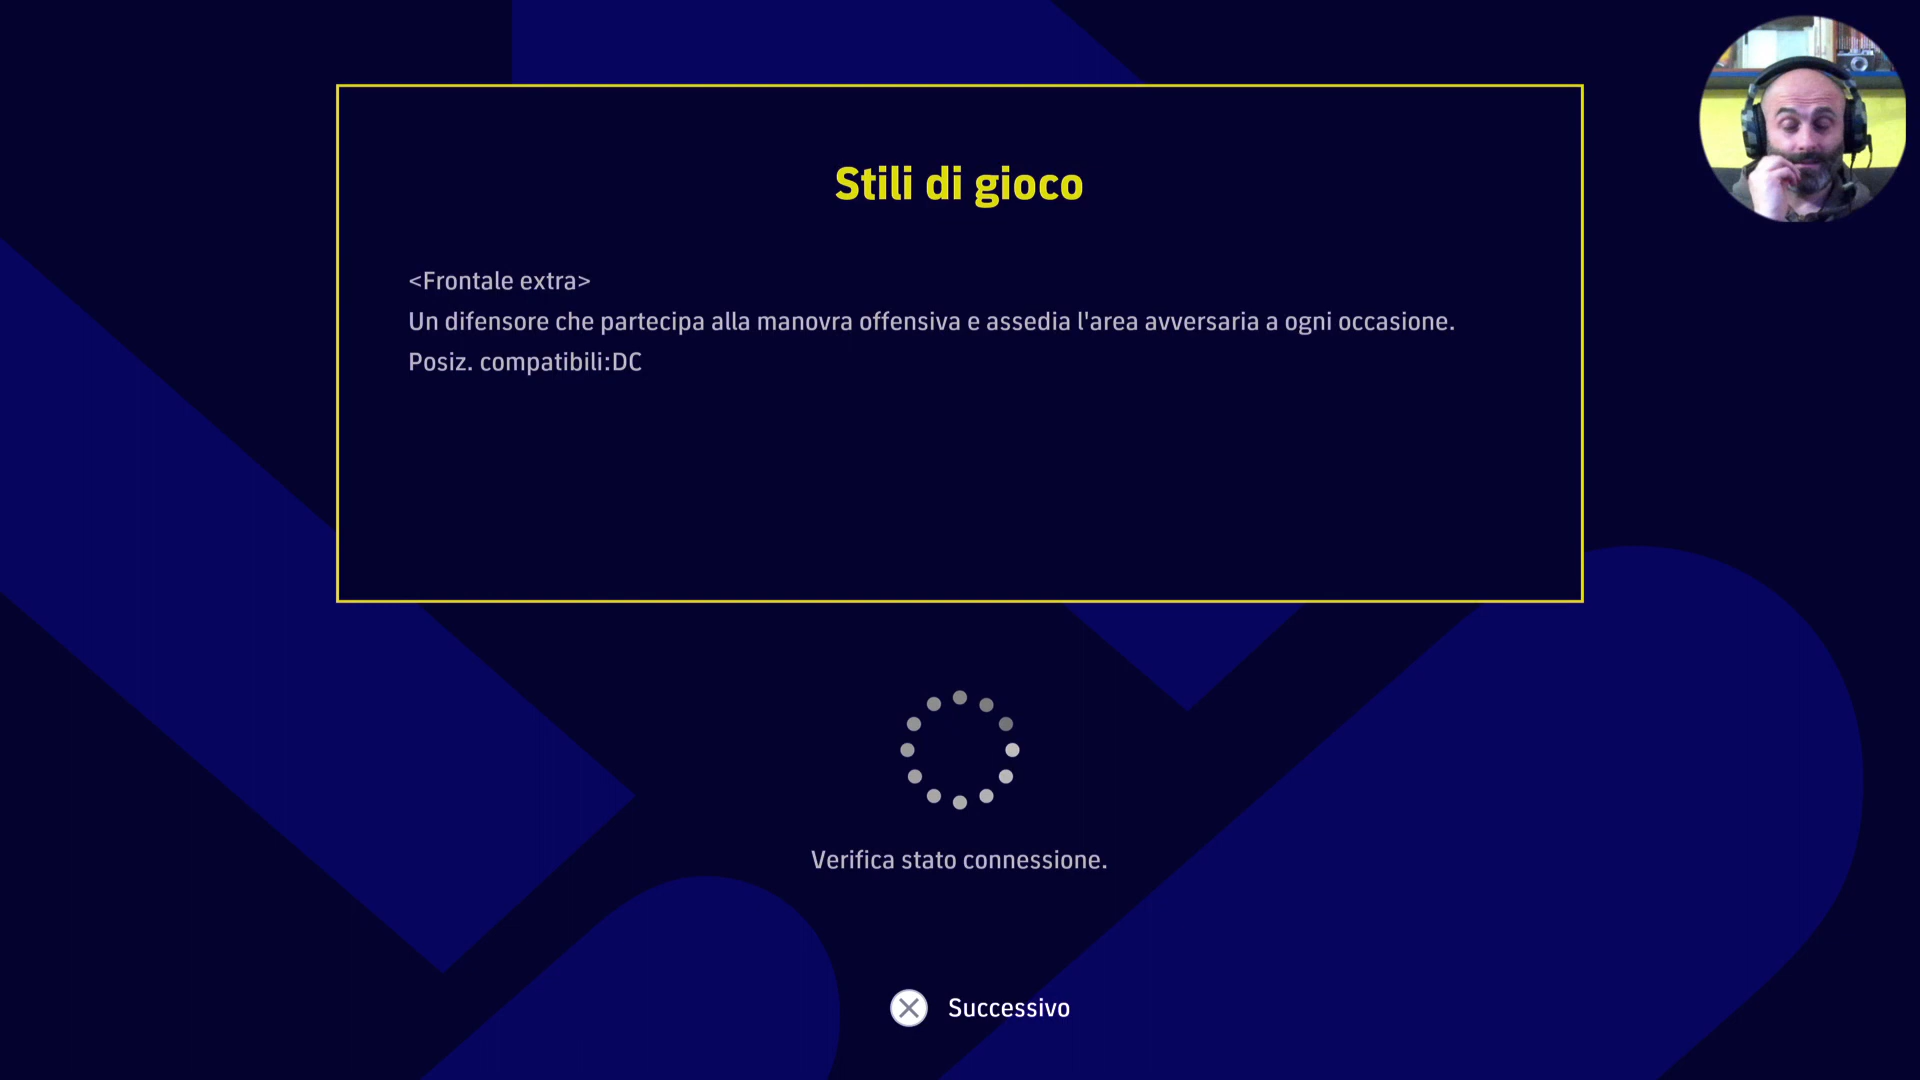 Stili di gioco
<Frontale extra>
Un difensore che partecipa alla manovra offensiva e assedia l'area avversaria a ogni occasione.
Posiz. compatibili:DC
Verifica stato connessione.
Successivo